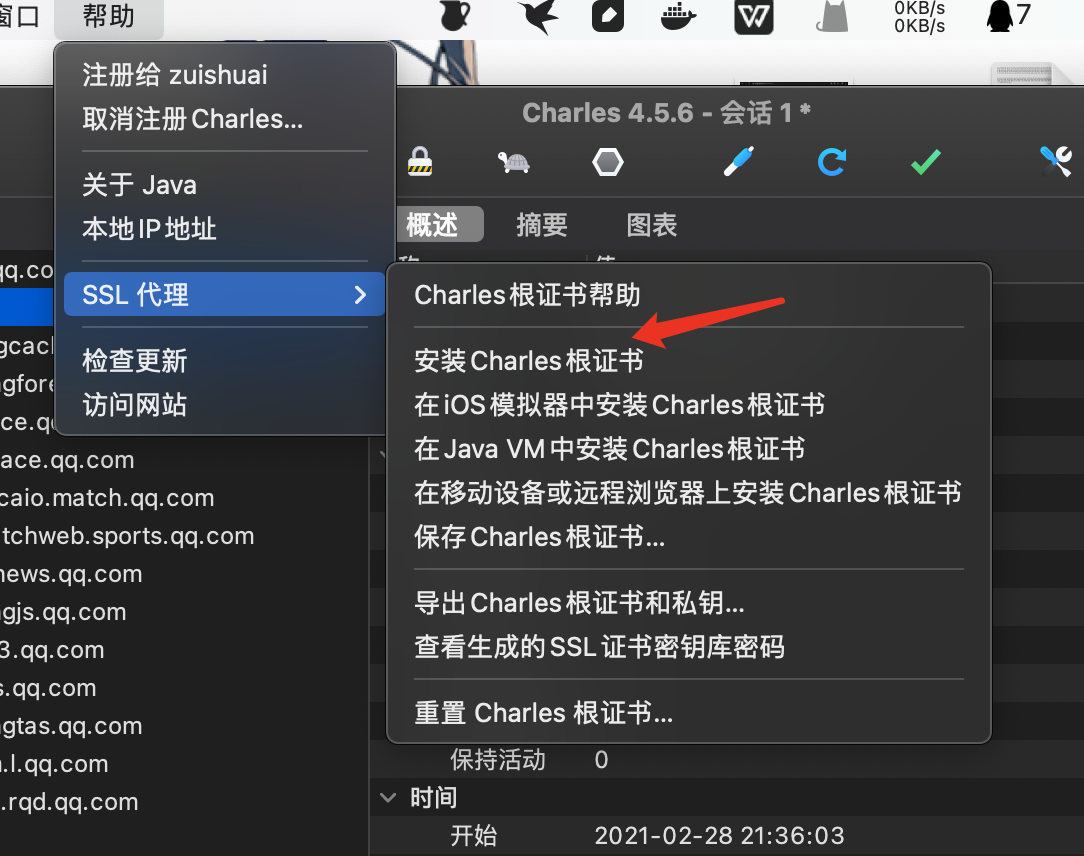 窗口 帮助 0KB/s
0KB/s 7
注册给 zuishuai
取消注册Charles...
关于 Java
本地IP地址
SSL 代理
检查更新
访问网站
Charles 4.5.6 - 会话 1 *
概述 摘要 图表
Charles根证书帮助
安装Charles根证书
在iOS模拟器中安装Charles根证书
在Java VM中安装Charles根证书
在移动设备或远程浏览器上安装Charles根证书
保存Charles根证书...
导出Charles根证书和私钥...
查看生成的SSL证书密钥库密码
重置 Charles 根证书...
qq.co
gcacl
ngfore
ce.q
ace.qq.com
caio.match.qq.com
tchweb.sports.qq.com
news.qq.com
ngjs.qq.com
3.qq.com
s.qq.com
ngtas.qq.com
.l.qq.com
.rqd.qq.com
保持活动 0
时间
开始 2021-02-28 21:36:03